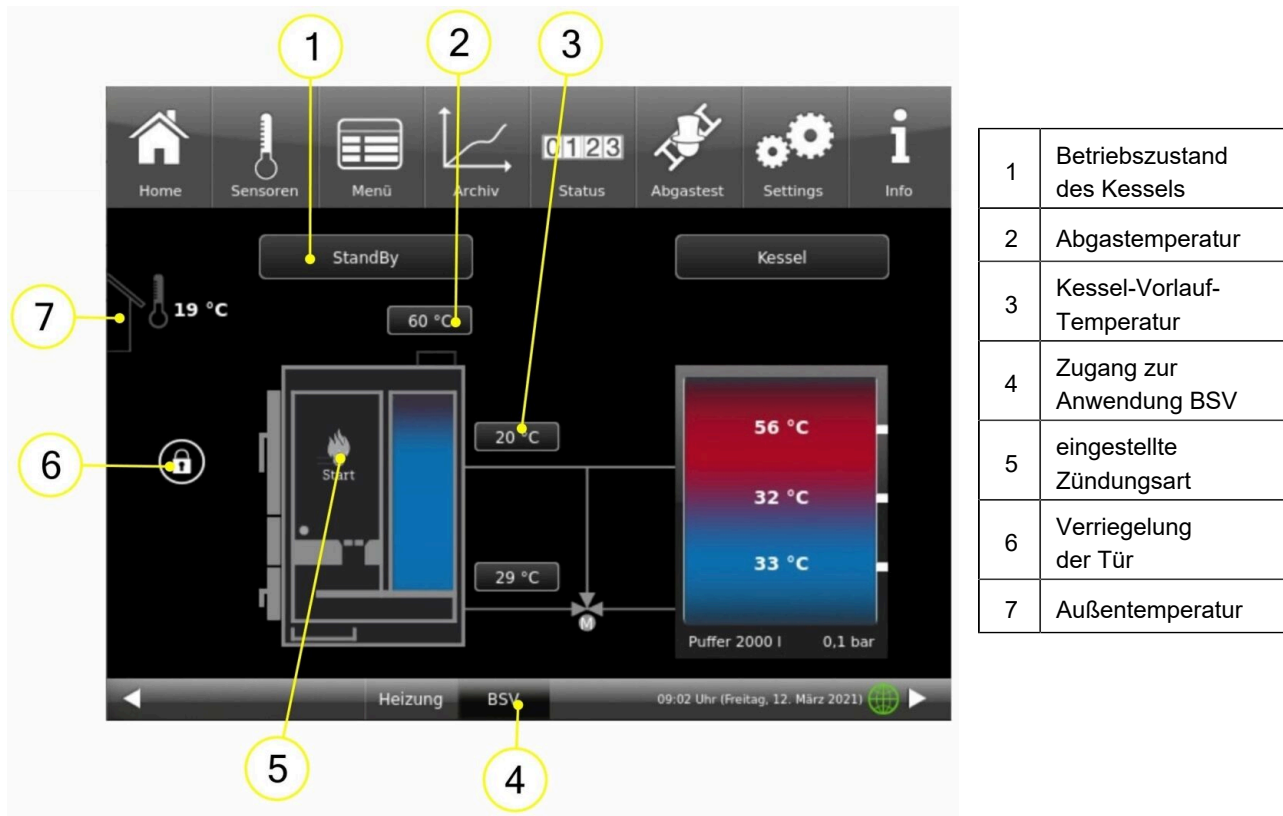 1
2
3
Home
Sensoren
Menü
Archiv
0123
Status
Abgastest
Settings
i
Info
StandBy
Kessel
7
19 °C
60 °C
6
Start
20 °C
29 °C
M
56 °C
32 °C
33 °C
Puffer 2000 l 0,1 bar
Heizung BSV 09:02 Uhr (Freitag, 12. März 2021)
5
4
1 Betriebszustand
des Kessels
2 Abgastemperatur
3 Kessel-Vorlauf-
Temperatur
4 Zugang zur
Anwendung BSV
5 eingestellte
Zündungsart
6 Verriegelung
der Tür
7 Außentemperatur